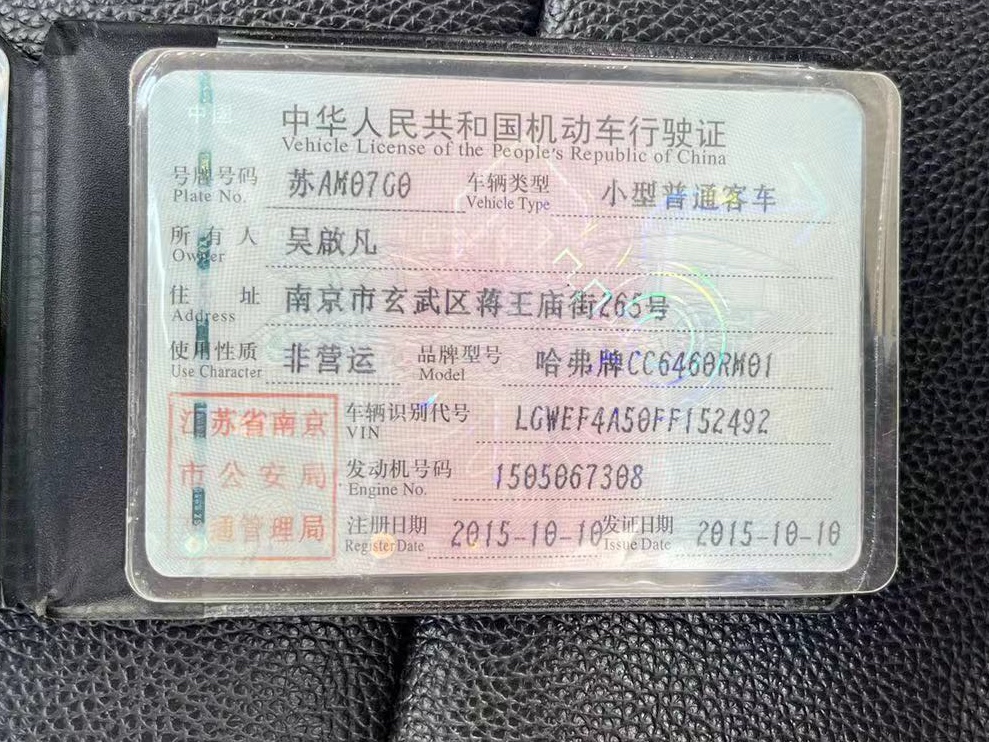 中国
中华人民共和国机动车行驶证
Vehicle License of the People's Republic of China
号牌号码 苏AM07G0 车辆类型 小型普通客车
Plate No. Vehicle Type
所有人 吴啟凡
Owner
住址 南京市玄武区蒋王庙街265号
Address
使用性质 非营运 品牌型号 哈弗牌CC6460RM01
Use Character Model
江苏省南京
市公安局
通管理局
车辆识别代号 LGWEF4A50FF152492
VIN
发动机号码 1505067308
Engine No.
注册日期 2015-10-10 发证日期 2015-10-10
Register Date Issue Date